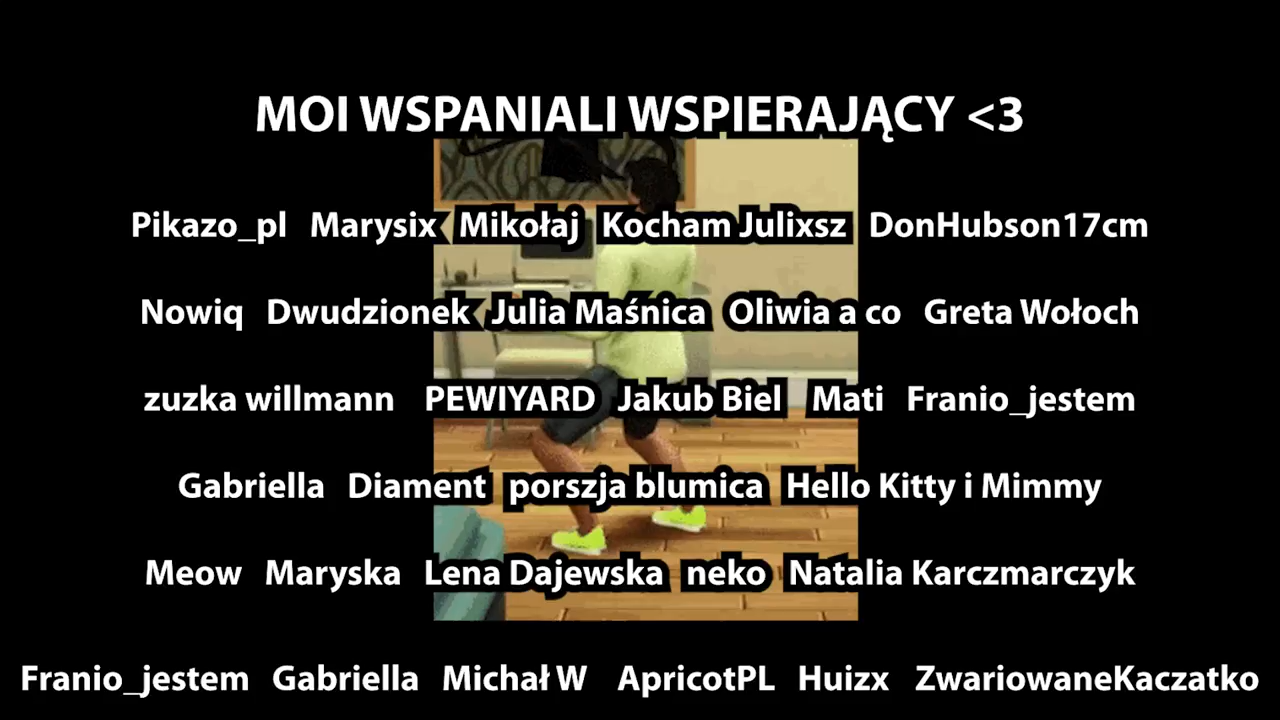 MOI WSPANIALI WSPIERAJĄCY <3
Pikazo_pl Marysix Mikołaj Kocham Julixsz DonHubson17cm
Nowiq Dwudzionek Julia Maśnica Oliwia a co Greta Wołoch
zuzka willmann PEWIYARD Jakub Biel Mati Franio_jestem
Gabriella Diament porszja blumica Hello Kitty i Mimmy
Meow Maryska Lena Dajewska neko Natalia Karczmarczyk
Franio_jestem Gabriella Michał W ApricotPL Huizx ZwariowaneKaczatko